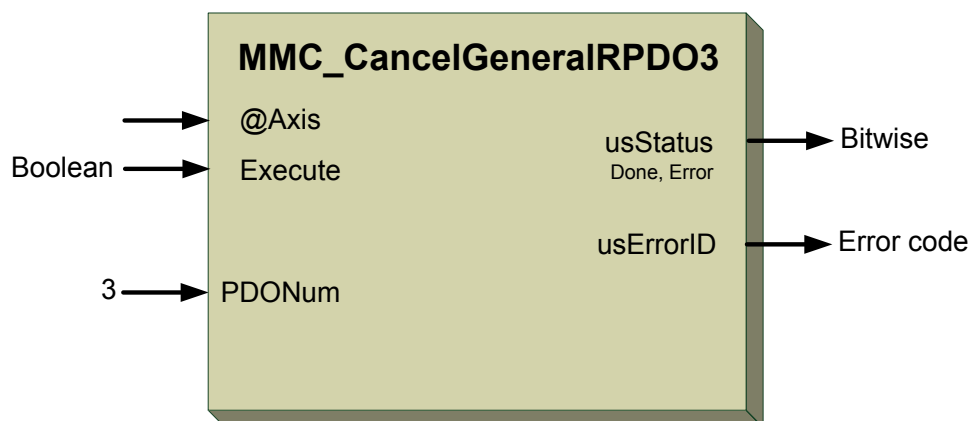 MMC_CancelGeneralRPDO3
@Axis
Boolean
Execute
usStatus
Done, Error
Bitwise
usErrorID
Error code
3
PDONum